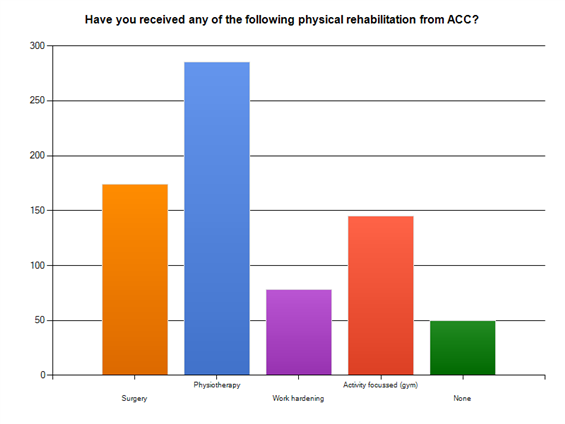 Have you received any of the following physical rehabilitation from ACC?
300
250
200
150
100
50
0
Physiotherapy
Activity focussed (gym)
Surgery
Work hardening
None